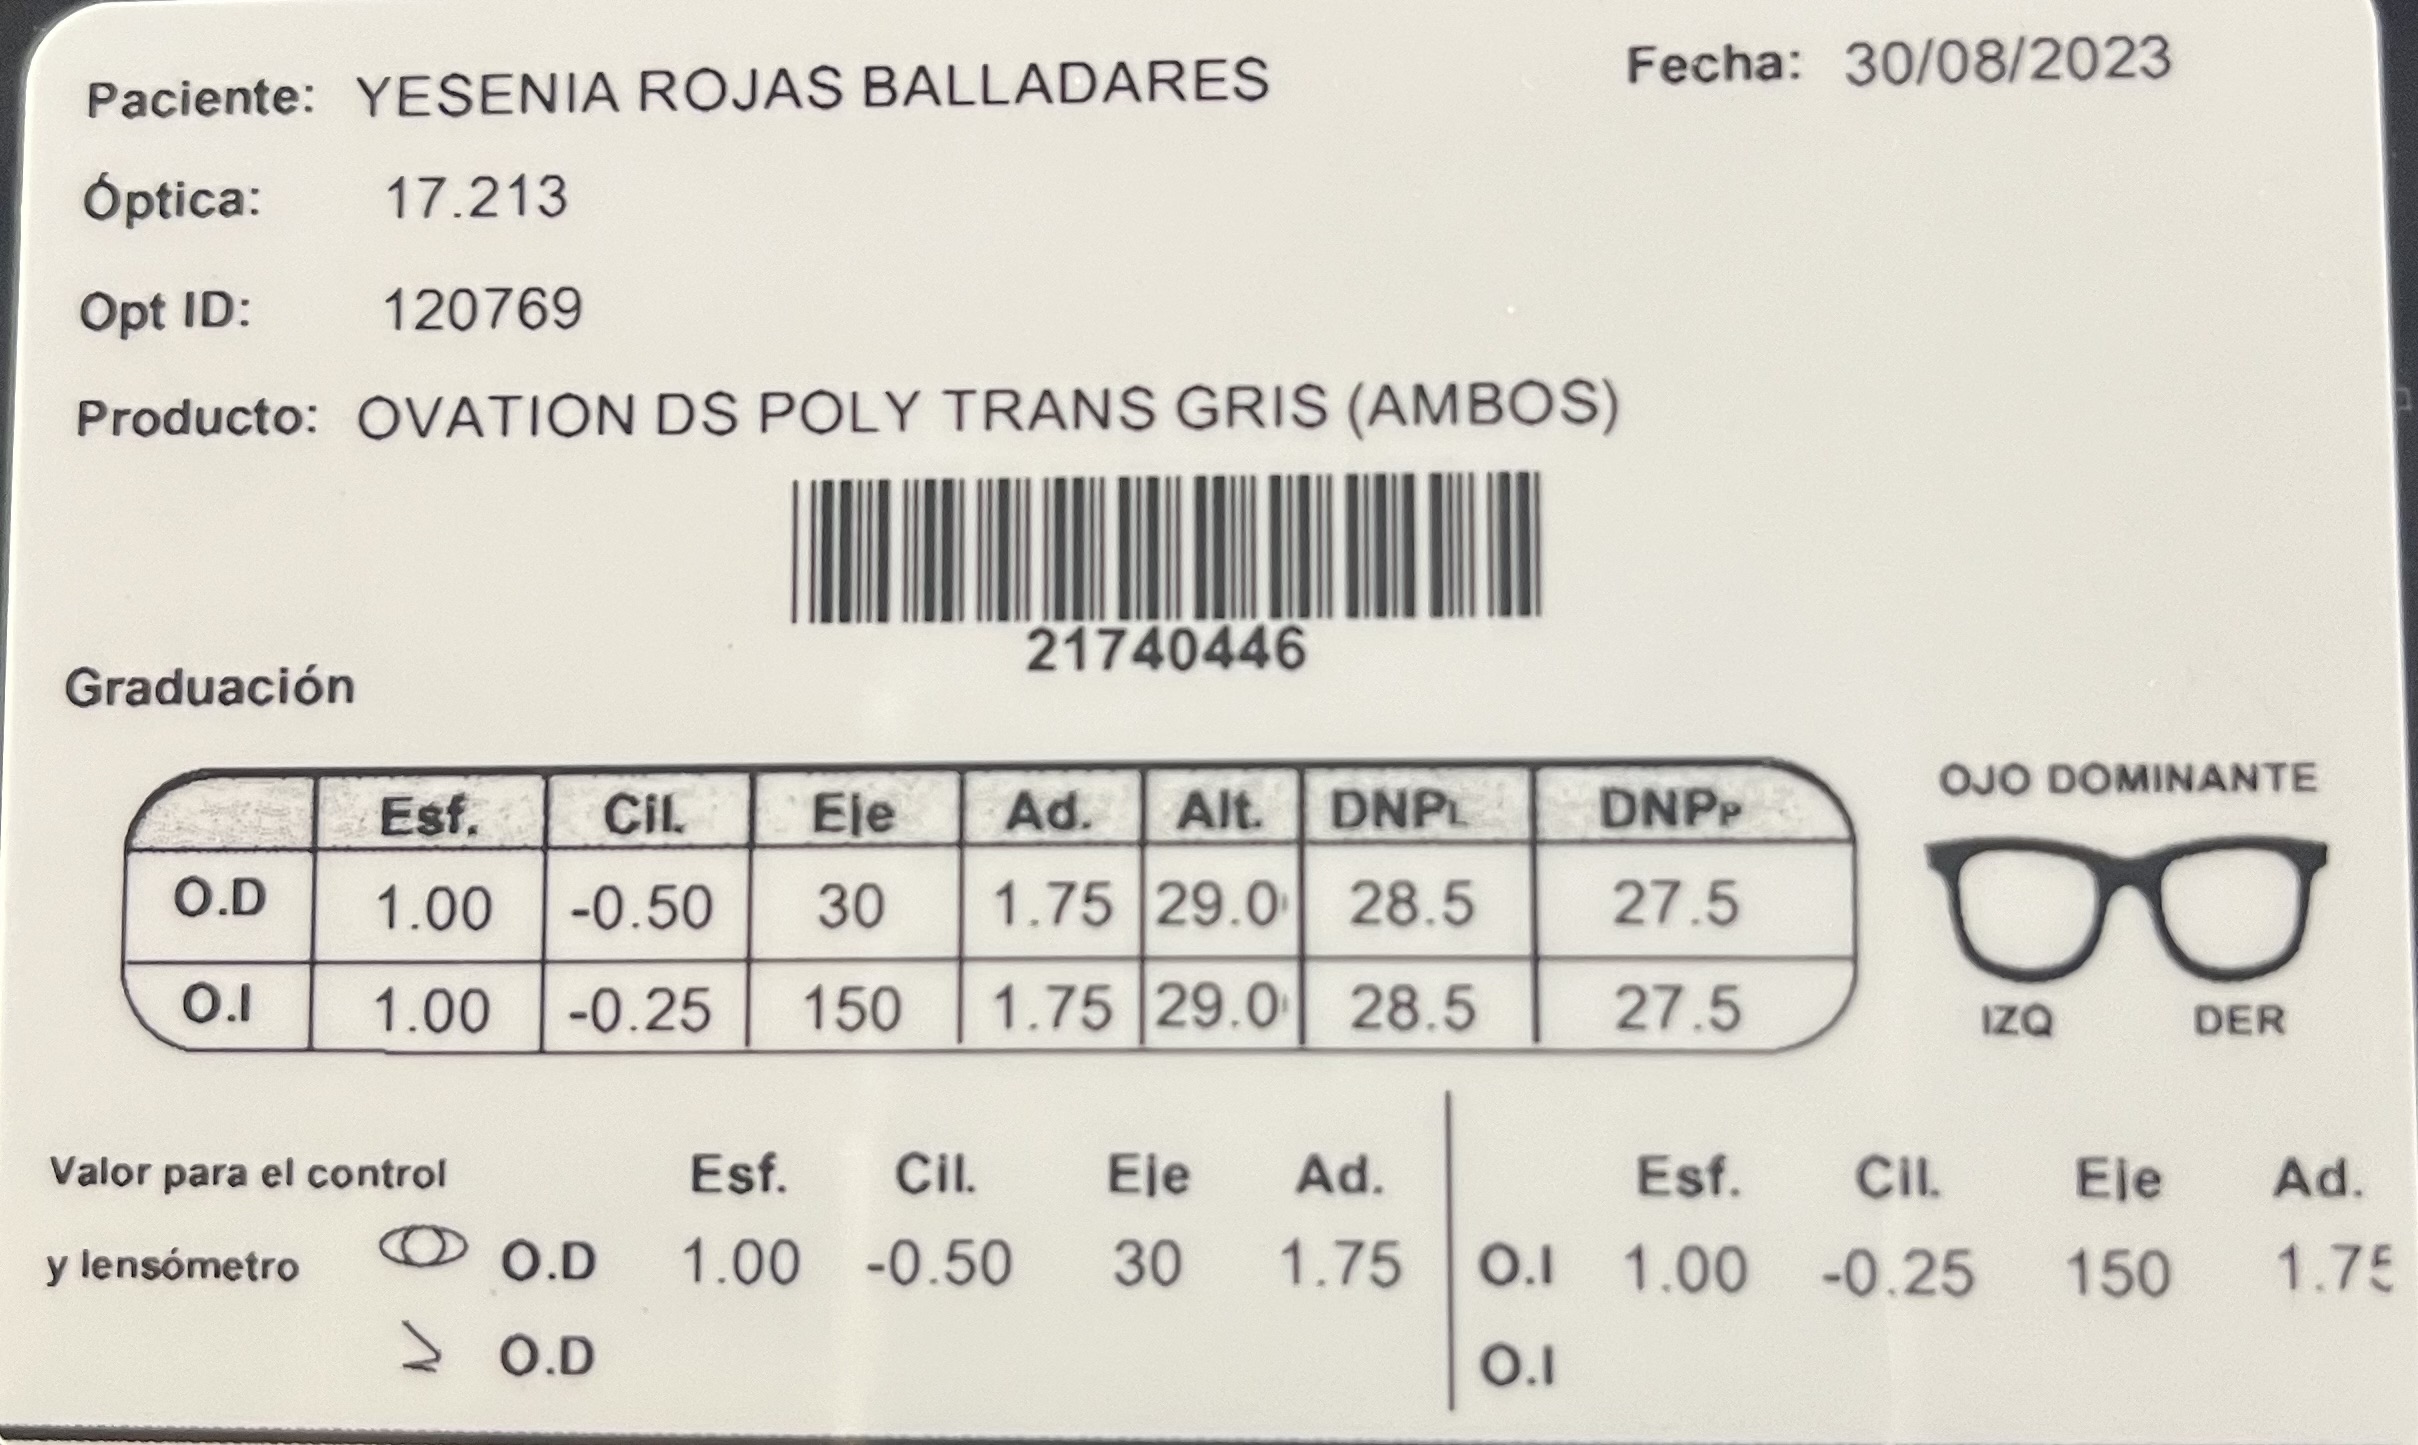 Paciente: YESENIA ROJAS BALLADARES Fecha: 30/08/2023
Óptica: 17.213
Opt ID: 120769
Producto: OVATION DS POLY TRANS GRIS (AMBOS)
21740446
Graduación
Esf. Cil. Eje Ad. Alt. DNPL DNPP
O.D 1.00 -0.50 30 1.75 29.0 28.5 27.5
O.I 1.00 -0.25 150 1.75 29.0 28.5 27.5
OJO DOMINANTE
IZQ DER
Valor para el control Esf. Cil. Eje Ad. Esf. Cil. Eje Ad.
y lensómetro O.D 1.00 -0.50 30 1.75 O.I 1.00 -0.25 150 1.75
O.D O.I